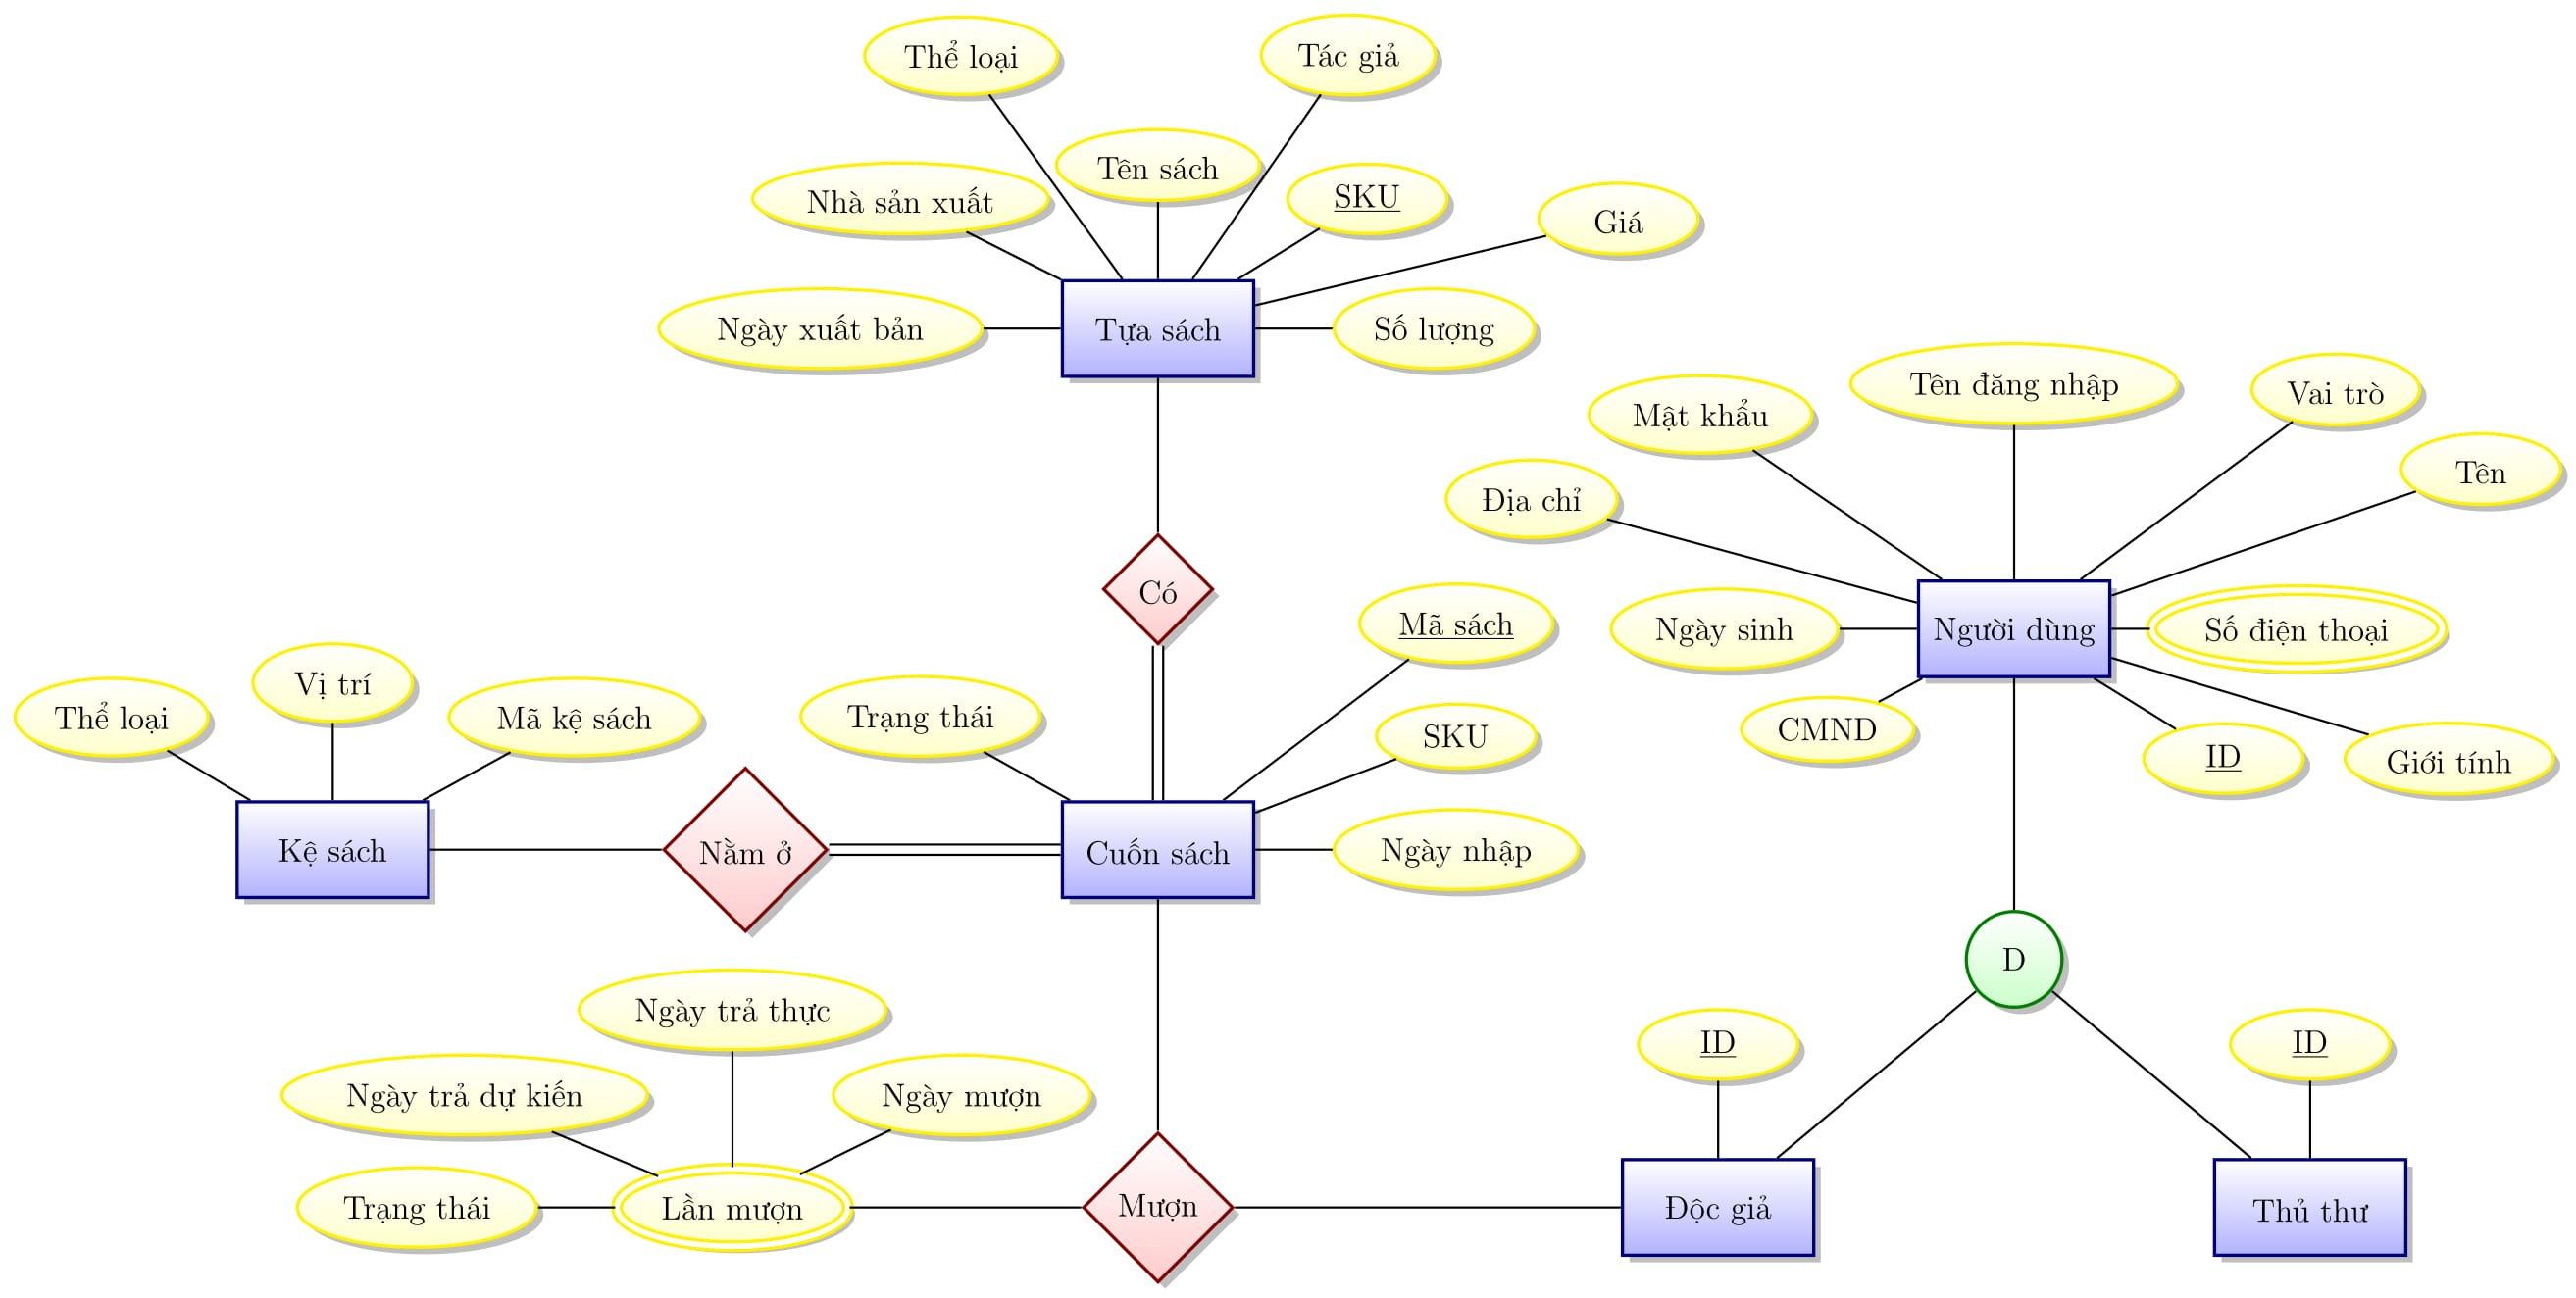 Thể loại
Tác giả
Tên sách
Nhà sản xuất
SKU
Giá
Ngày xuất bản
Tựa sách
Số lượng
Tên đăng nhập
Vai trò
Mật khẩu
Tên
Địa chỉ
Có
Mã sách
Ngày sinh
Người dùng
Số điện thoại
Vị trí
Thể loại
Mã kệ sách
Trạng thái
SKU
CMND
ID
Giới tính
Kệ sách
Nằm ở
Cuốn sách
Ngày nhập
D
Ngày trả thực
ID
ID
Ngày trả dự kiến
Ngày mượn
Trạng thái
Lần mượn
Mượn
Độc giả
Thủ thư